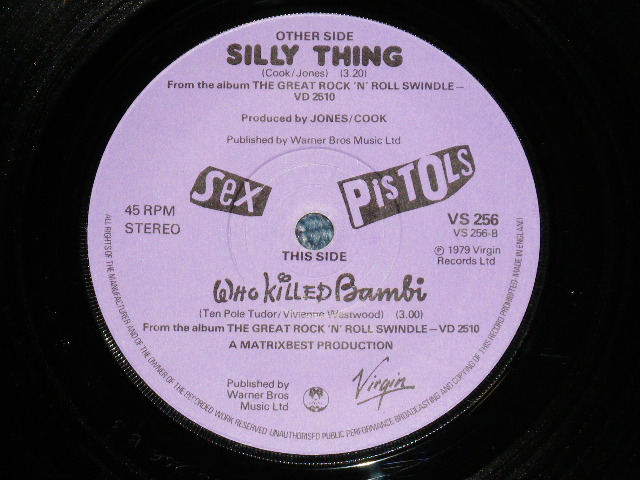 OTHER SIDE
SILLY THING
(Cook/Jones) (3.20)
From the album THE GREAT ROCK 'N' ROLL SWINDLE—
VD 2510
Produced by JONES/COOK
Published by Warner Bros Music Ltd
SeX PiSTOLS
45 RPM
STEREO
VS 256
VS 256-B
Ⓟ © 1979 Virgin
Records Ltd
THIS SIDE
WHo KiLLED Bambi
(Ten Pole Tudor/Vivienne Westwood) (3.00)
From the album THE GREAT ROCK 'N' ROLL SWINDLE—VD 2510
A MATRIXBEST PRODUCTION
Published by
Warner Bros
Music Ltd
Virgin
ALL RIGHTS OF THE MANUFACTURER AND OF THE OWNER OF THE RECORDED WORK RESERVED·UNAUTHORISED PUBLIC PERFORMANCE BROADCASTING AND COPYING OF THIS RECORD PROHIBITED·MADE IN ENGLAND